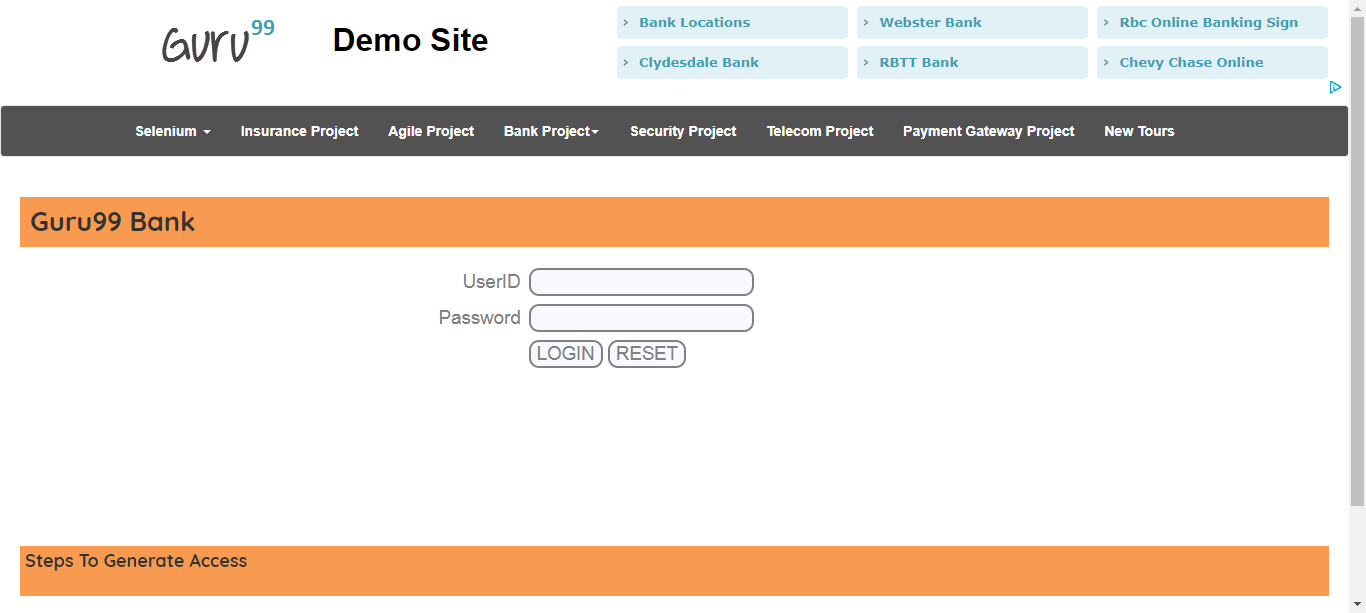 Guru99 Demo Site
> Bank Locations > Webster Bank > Rbc Online Banking Sign
> Clydesdale Bank > RBTT Bank > Chevy Chase Online
Selenium Insurance Project Agile Project Bank Project Security Project Telecom Project Payment Gateway Project New Tours
Guru99 Bank
UserID
Password
LOGIN RESET
Steps To Generate Access